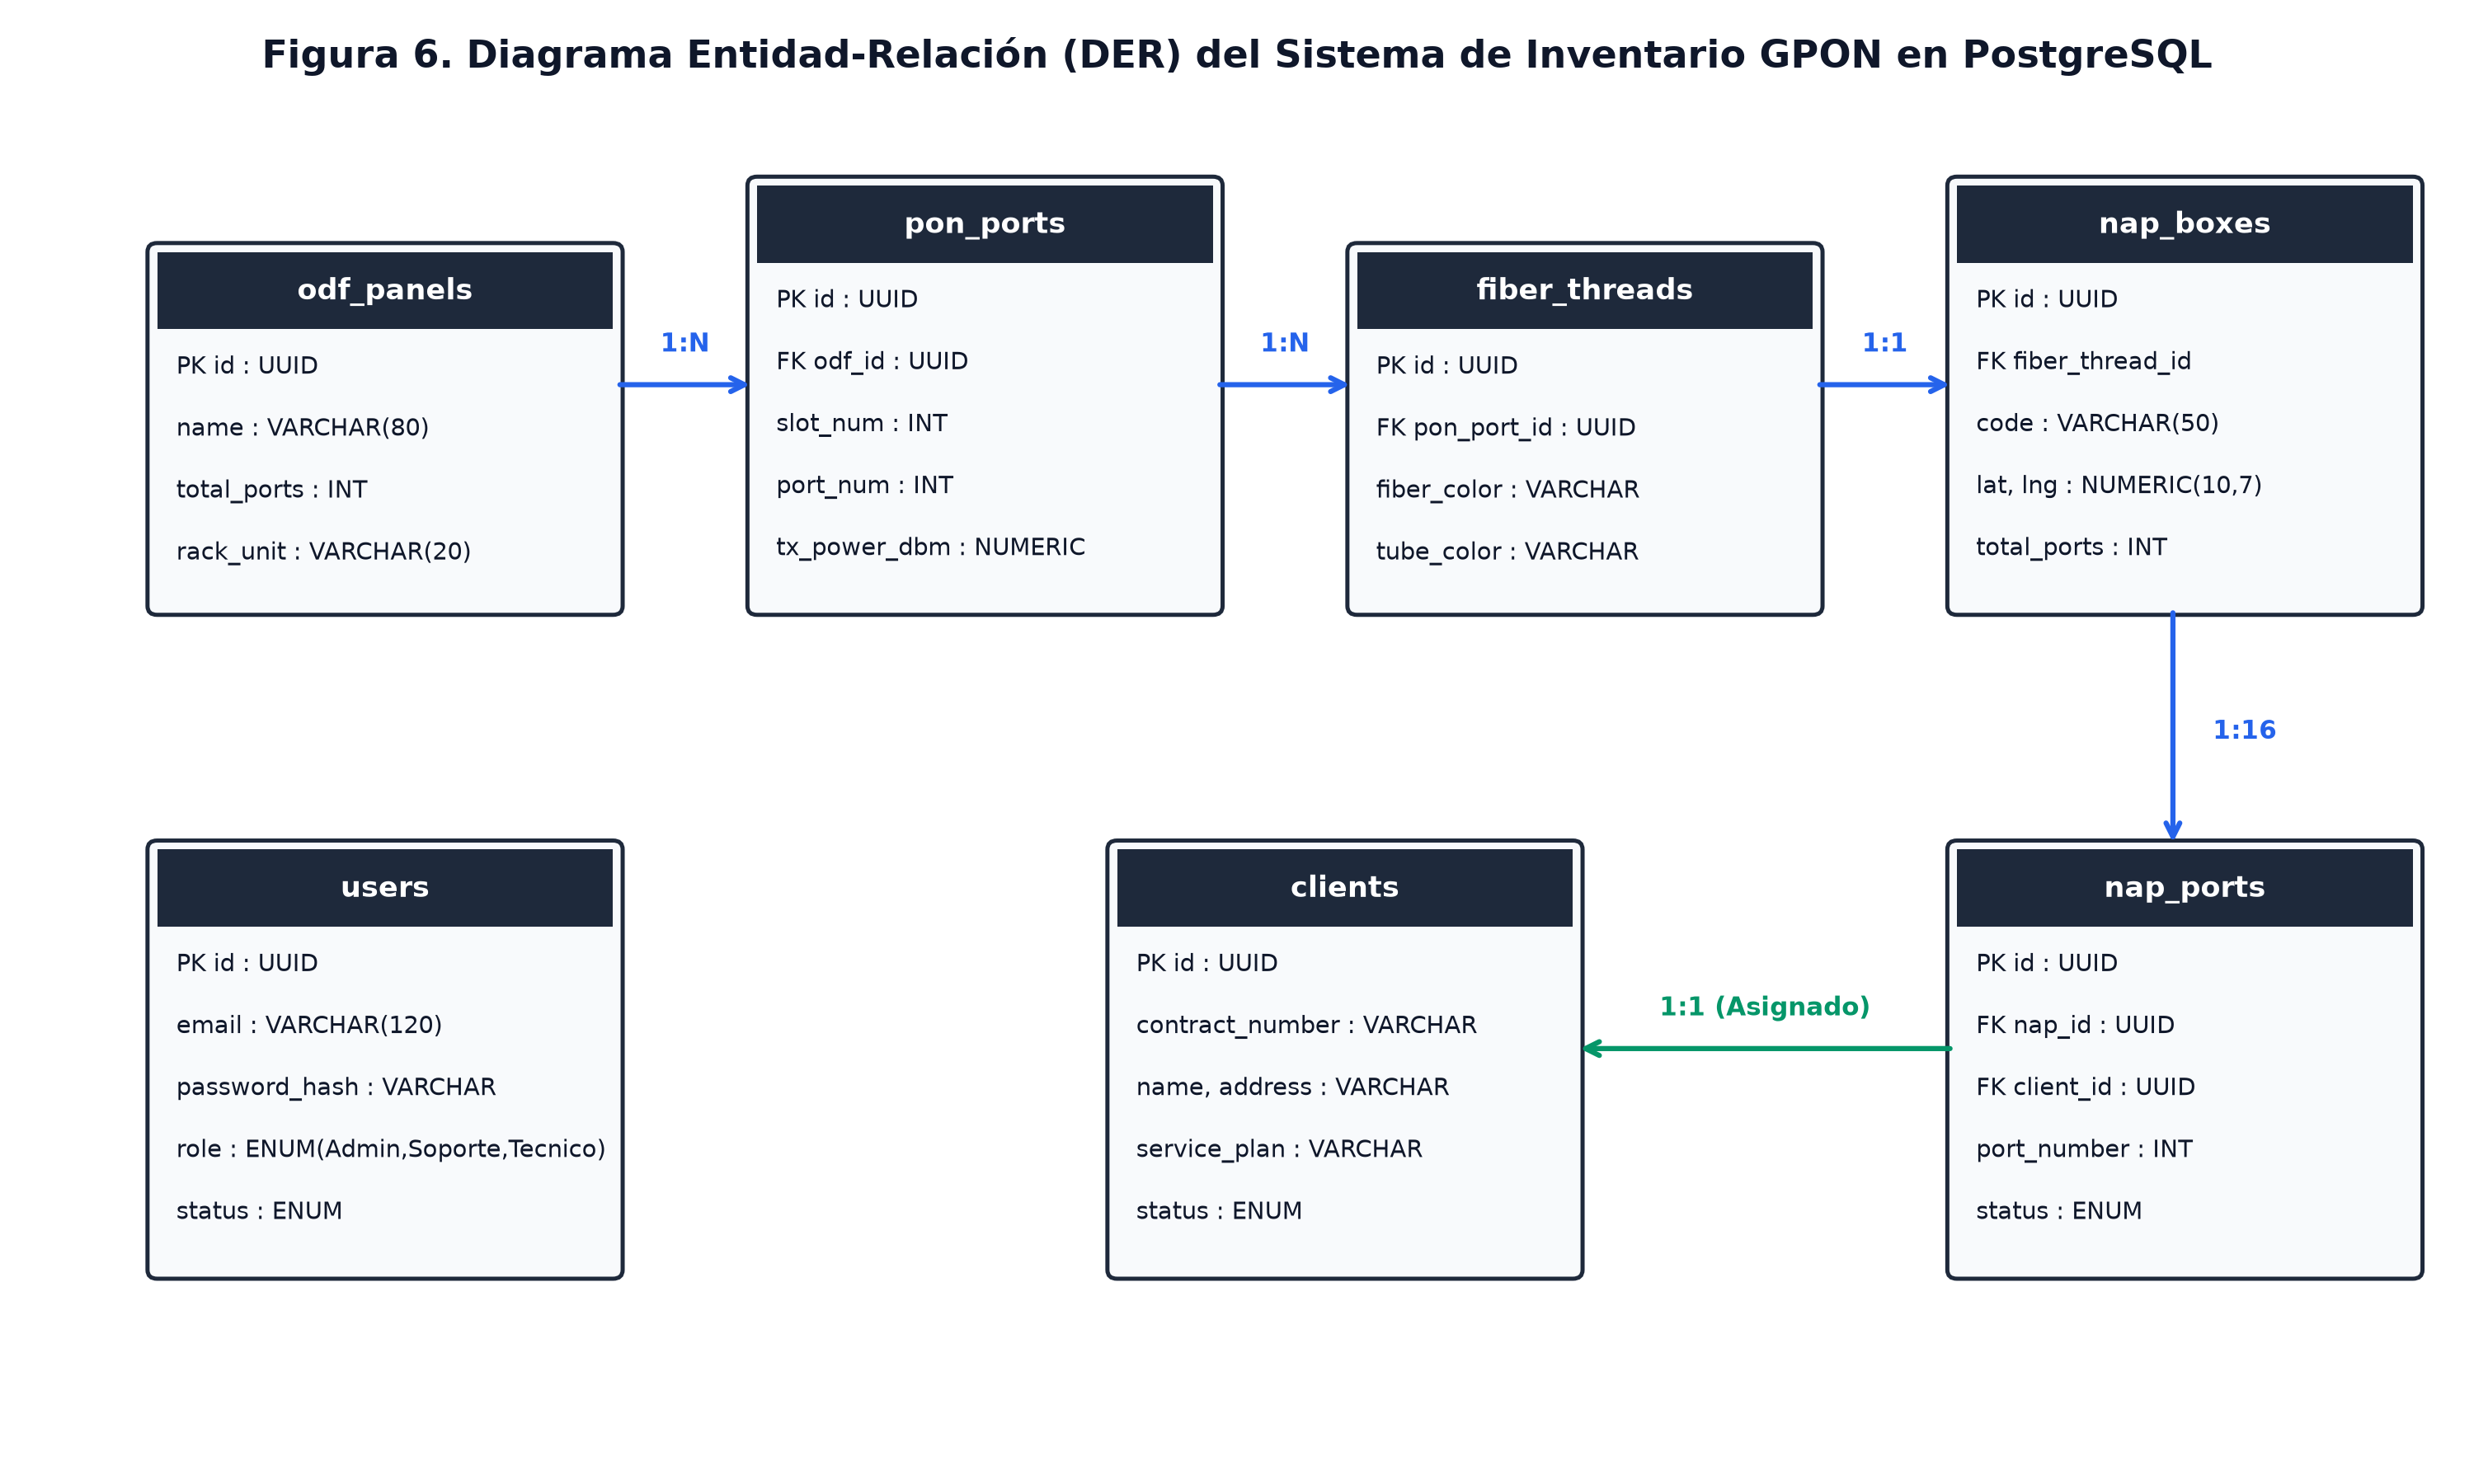 Figura 6. Diagrama Entidad-Relación (DER) del Sistema de Inventario GPON en PostgreSQL
odf_panels
PK id : UUID
name : VARCHAR(80)
total_ports : INT
rack_unit : VARCHAR(20)
1:N
pon_ports
PK id : UUID
FK odf_id : UUID
slot_num : INT
port_num : INT
tx_power_dbm : NUMERIC
1:N
fiber_threads
PK id : UUID
FK pon_port_id : UUID
fiber_color : VARCHAR
tube_color : VARCHAR
1:1
nap_boxes
PK id : UUID
FK fiber_thread_id
code : VARCHAR(50)
lat, lng : NUMERIC(10,7)
total_ports : INT
1:16
users
PK id : UUID
email : VARCHAR(120)
password_hash : VARCHAR
role : ENUM(Admin,Soporte,Tecnico)
status : ENUM
clients
PK id : UUID
contract_number : VARCHAR
name, address : VARCHAR
service_plan : VARCHAR
status : ENUM
1:1 (Asignado)
nap_ports
PK id : UUID
FK nap_id : UUID
FK client_id : UUID
port_number : INT
status : ENUM